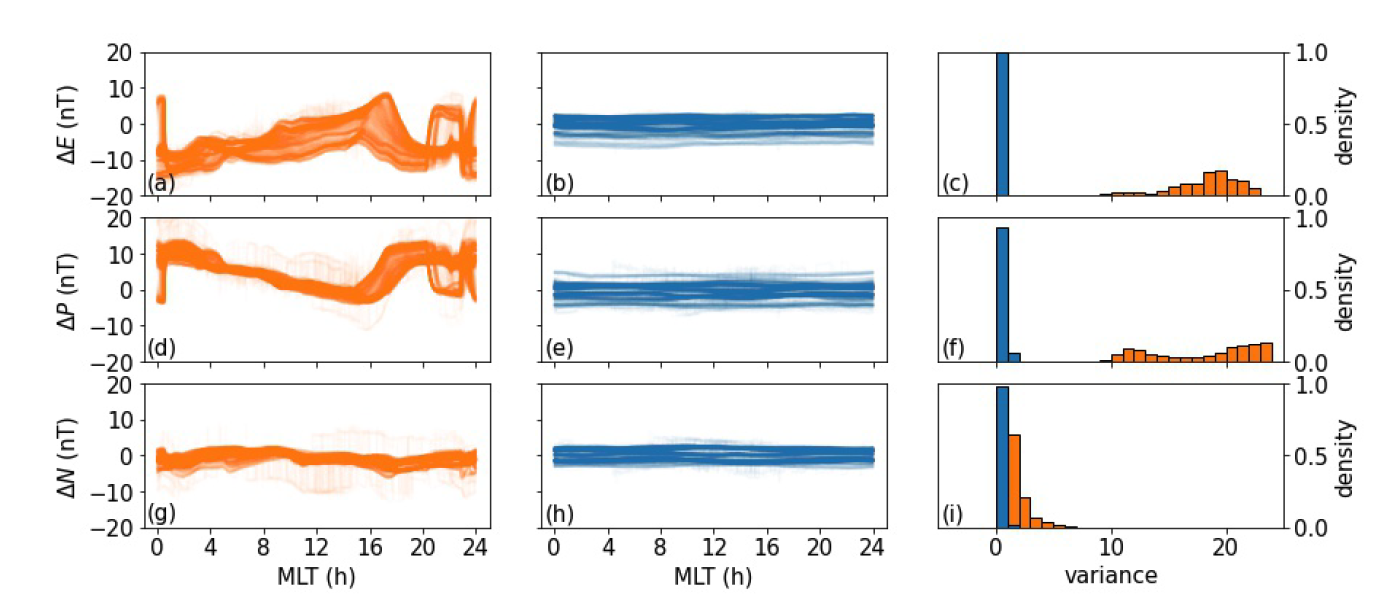 20
10
0
−10
−20
ΔE (nT)
(a)
(b)
(c)
1.0
0.5
0.0
density
20
10
0
−10
−20
ΔP (nT)
(d)
(e)
(f)
1.0
0.5
0.0
density
20
10
0
−10
−20
ΔN (nT)
(g)
(h)
(i)
1.0
0.5
0.0
density
0 4 8 12 16 20 24
MLT (h)
0 4 8 12 16 20 24
MLT (h)
0 10 20
variance